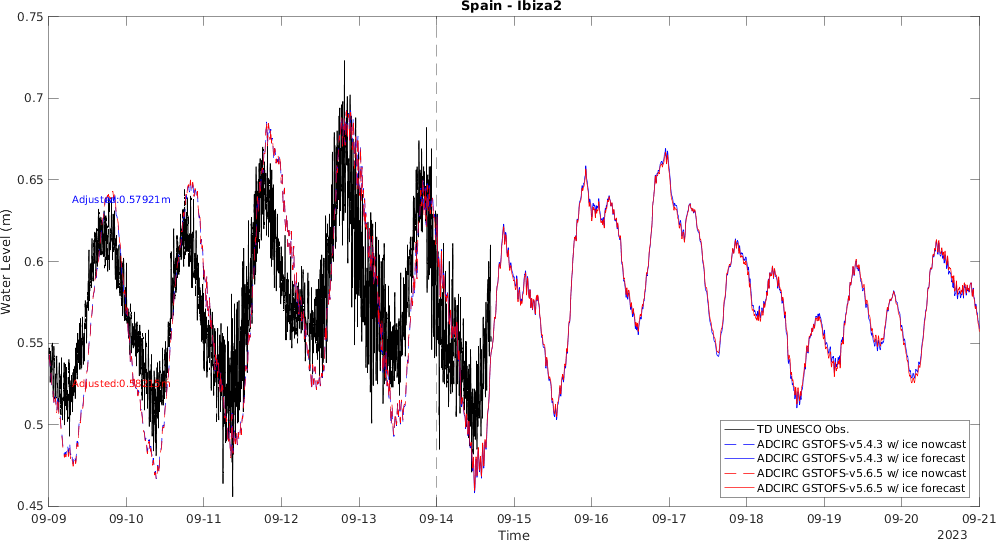 Spain - Ibiza2
0.75
0.7
0.65
0.6
0.55
0.5
0.45
Water Level (m)
Adjusted:0.57921m
TD UNESCO Obs.
ADCIRC GSTOFS-v5.4.3 w/ ice nowcast
ADCIRC GSTOFS-v5.4.3 w/ ice forecast
ADCIRC GSTOFS-v5.6.5 w/ ice nowcast
ADCIRC GSTOFS-v5.6.5 w/ ice forecast
09-09 09-10 09-11 09-12 09-13 09-14 09-15 09-16 09-17 09-18 09-19 09-20 09-21
Time
2023